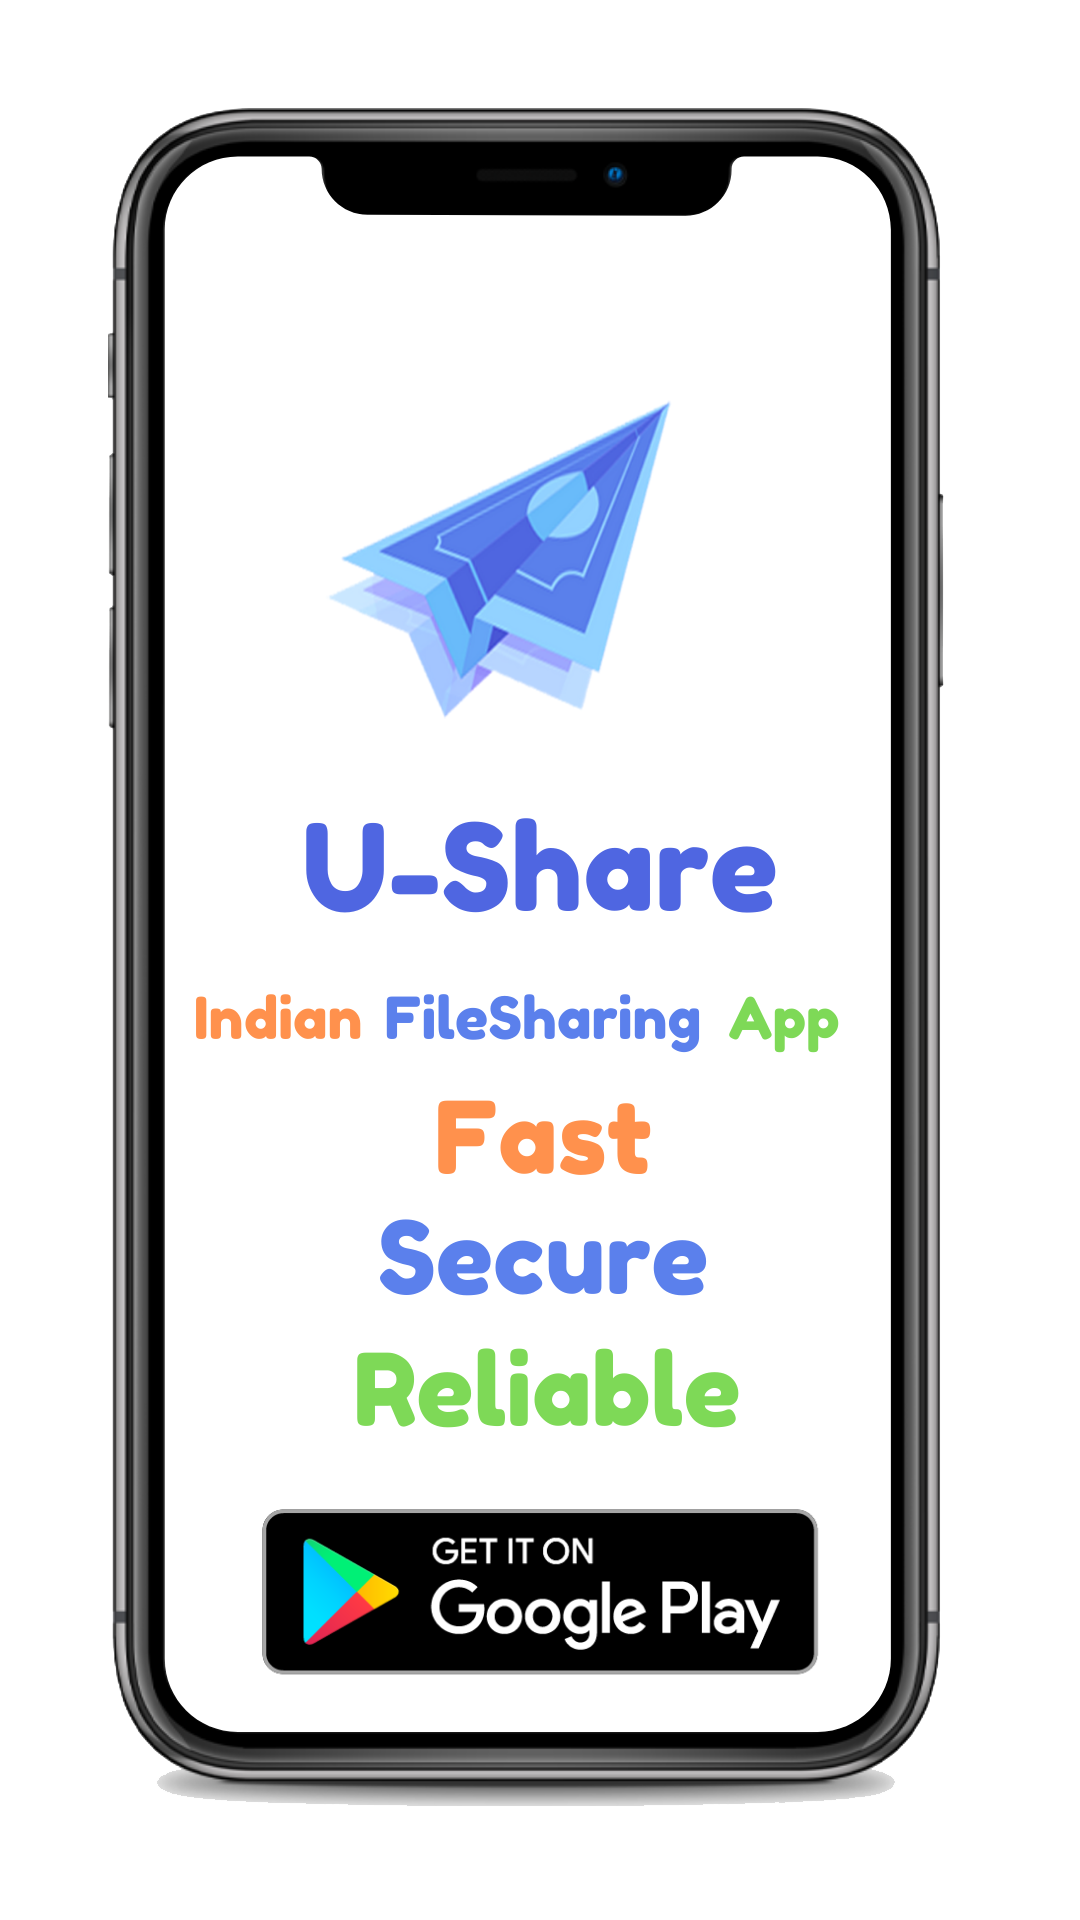 U-Share
Indian FileSharing App
Fast
Secure
Reliable
GET IT ON
Google Play